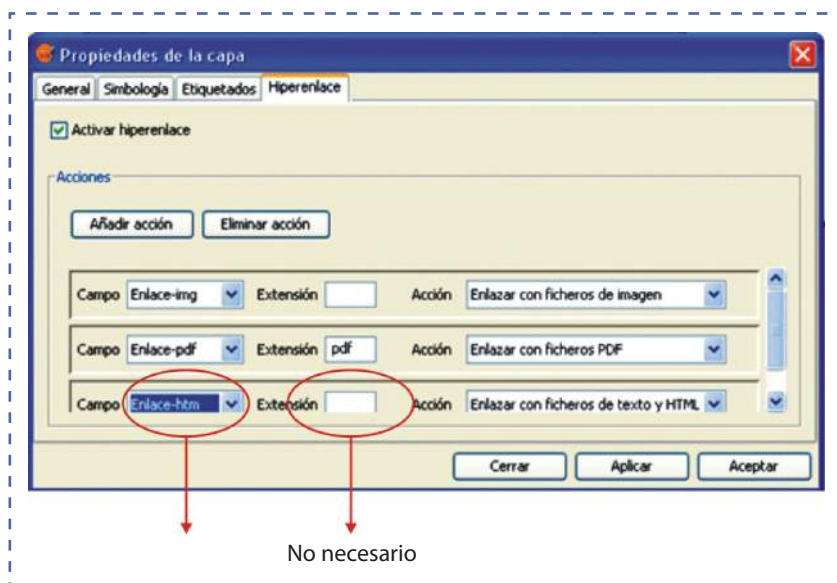 Propiedades de la capa
General Simbología Etiquetados Hiperenlace
Activar hiperenlace
Acciones
Añadir acción Eliminar acción
Campo Enlace-img Extensión Acción Enlazar con ficheros de imagen
Campo Enlace-pdf Extensión pdf Acción Enlazar con ficheros PDF
Campo Enlace-htm Extensión Acción Enlazar con ficheros de texto y HTML
Cerrar Aplicar Aceptar
No necesario